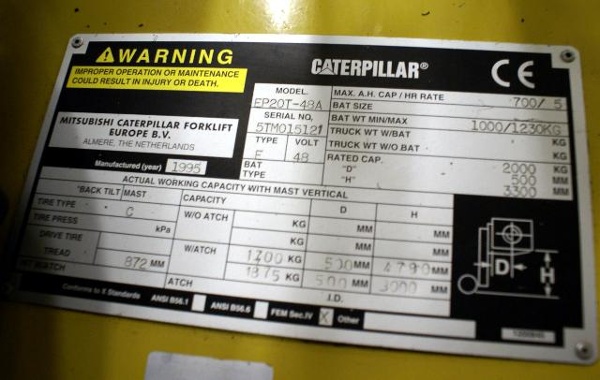 WARNING
IMPROPER OPERATION OR MAINTENANCE
COULD RESULT IN INJURY OR DEATH.
CATERPILLAR®
CE
MITSUBISHI CATERPILLAR FORKLIFT
EUROPE B.V.
ALMERE, THE NETHERLANDS
Manufactured (year) 1995
MODEL
EP20T-48A
SERIAL NO,
5TM015121
TYPE VOLT
E 48
BAT
TYPE
MAX. A.H. CAP / HR RATE 700/ 5
BAT SIZE
BAT WT MIN/MAX 1000/1230KG
TRUCK WT W/BAT KG
TRUCK WT W/O BAT KG
RATED CAP. 2000 KG
"D" 500 MM
"H" 3300 MM
ACTUAL WORKING CAPACITY WITH MAST VERTICAL
°BACK TILT MAST CAPACITY D H
TIRE TYPE C W/O ATCH KG MM MM
TIRE PRESS kPa KG MM MM
DRIVE TIRE W/ATCH 1700 KG 500 MM 4790 MM
TREAD 872 MM 1875 KG 500 MM 3000 MM
ATCH I.D.
Conforms to X Standards ANSI B56.1 ANSI B56.6 FEM Sec.IV X Other
D
H